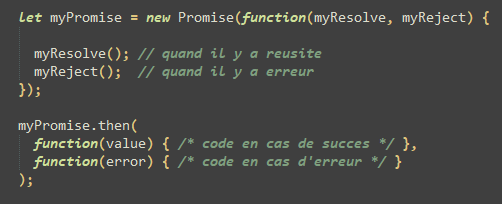 let myPromise = new Promise(function(myResolve, myReject) {
myResolve(); // quand il y a reusite
myReject();  // quand il y a erreur
});
myPromise.then(
function(value) { /* code en cas de succes */ },
function(error) { /* code en cas d'erreur */ }
);